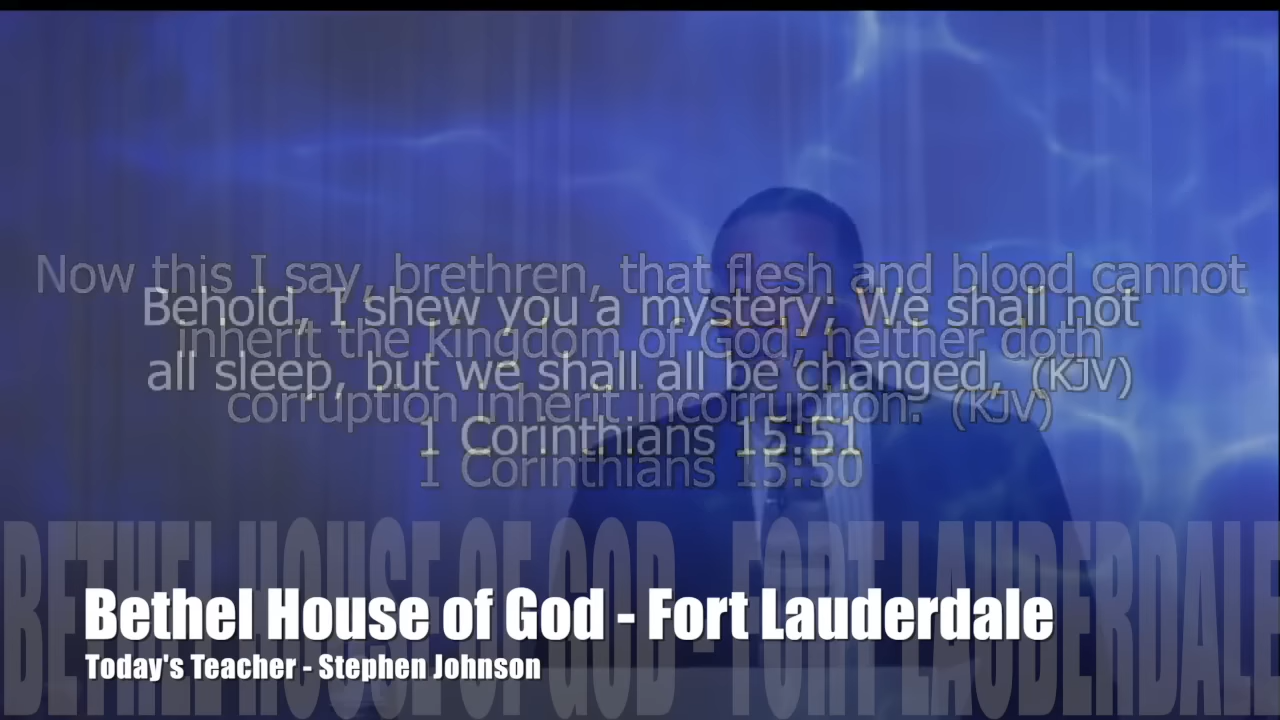 Now this I say, brethren, that flesh and blood cannot
inherit the kingdom of God; neither doth
corruption inherit incorruption. (KJV)
1 Corinthians 15:50
Behold, I shew you a mystery; We shall not
all sleep, but we shall all be changed, (KJV)
1 Corinthians 15:51
BETHEL HOUSE OF GOD - FORT LAUDERDALE
Bethel House of God - Fort Lauderdale
Today's Teacher - Stephen Johnson